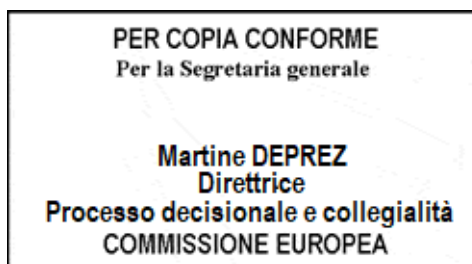 PER COPIA CONFORME
Per la Segretaria generale
Martine DEPREZ
Direttrice
Processo decisionale e collegialità
COMMISSIONE EUROPEA